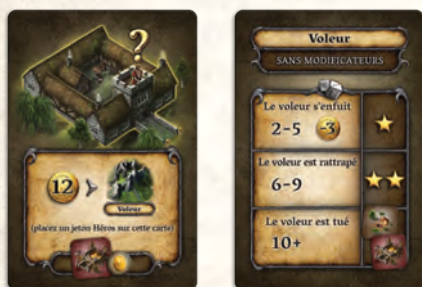 ?
12
Voleur
(placez un jeton Héros sur cette carte)
Voleur
SANS MODIFICATEURS
Le voleur s'enfuit
2-5 -3
Le voleur est rattrapé
6-9
Le voleur est tué
10+